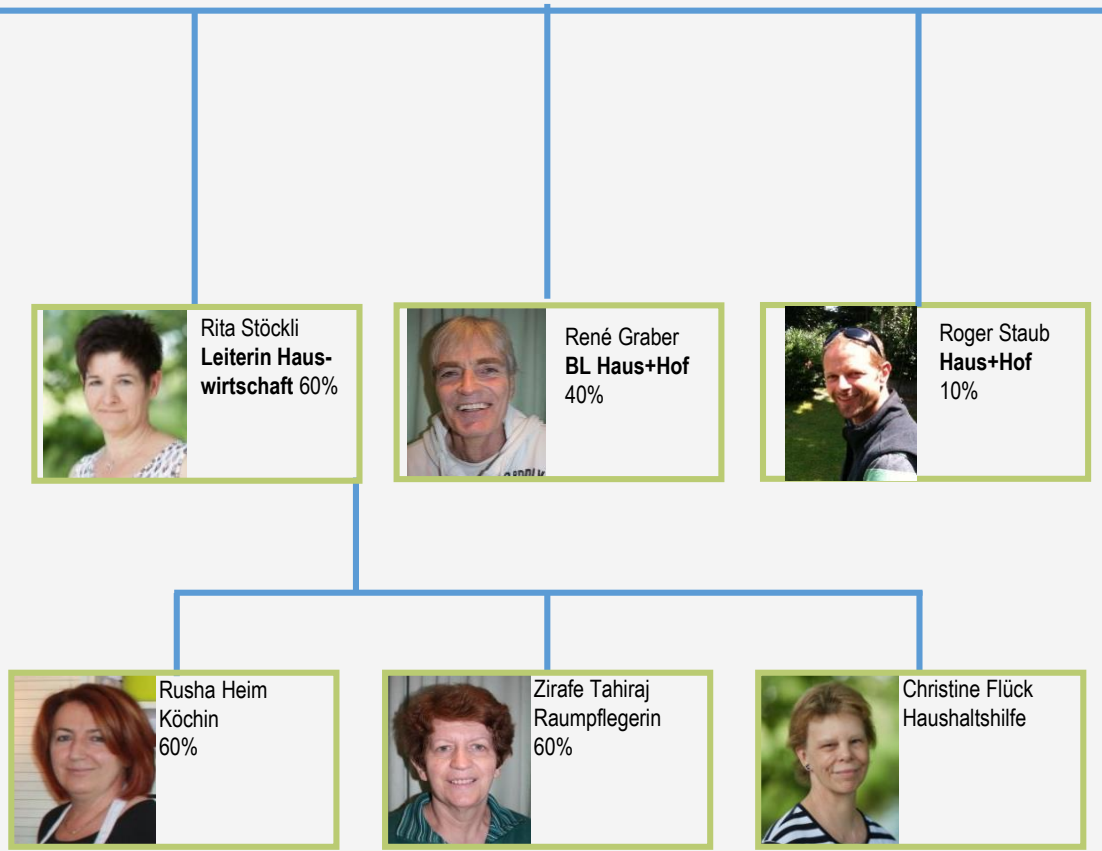 Rita Stöckli
Leiterin Haus-
wirtschaft 60%
René Graber
BL Haus+Hof
40%
Roger Staub
Haus+Hof
10%
Rusha Heim
Köchin
60%
Zirafe Tahiraj
Raumpflegerin
60%
Christine Flück
Haushaltshilfe